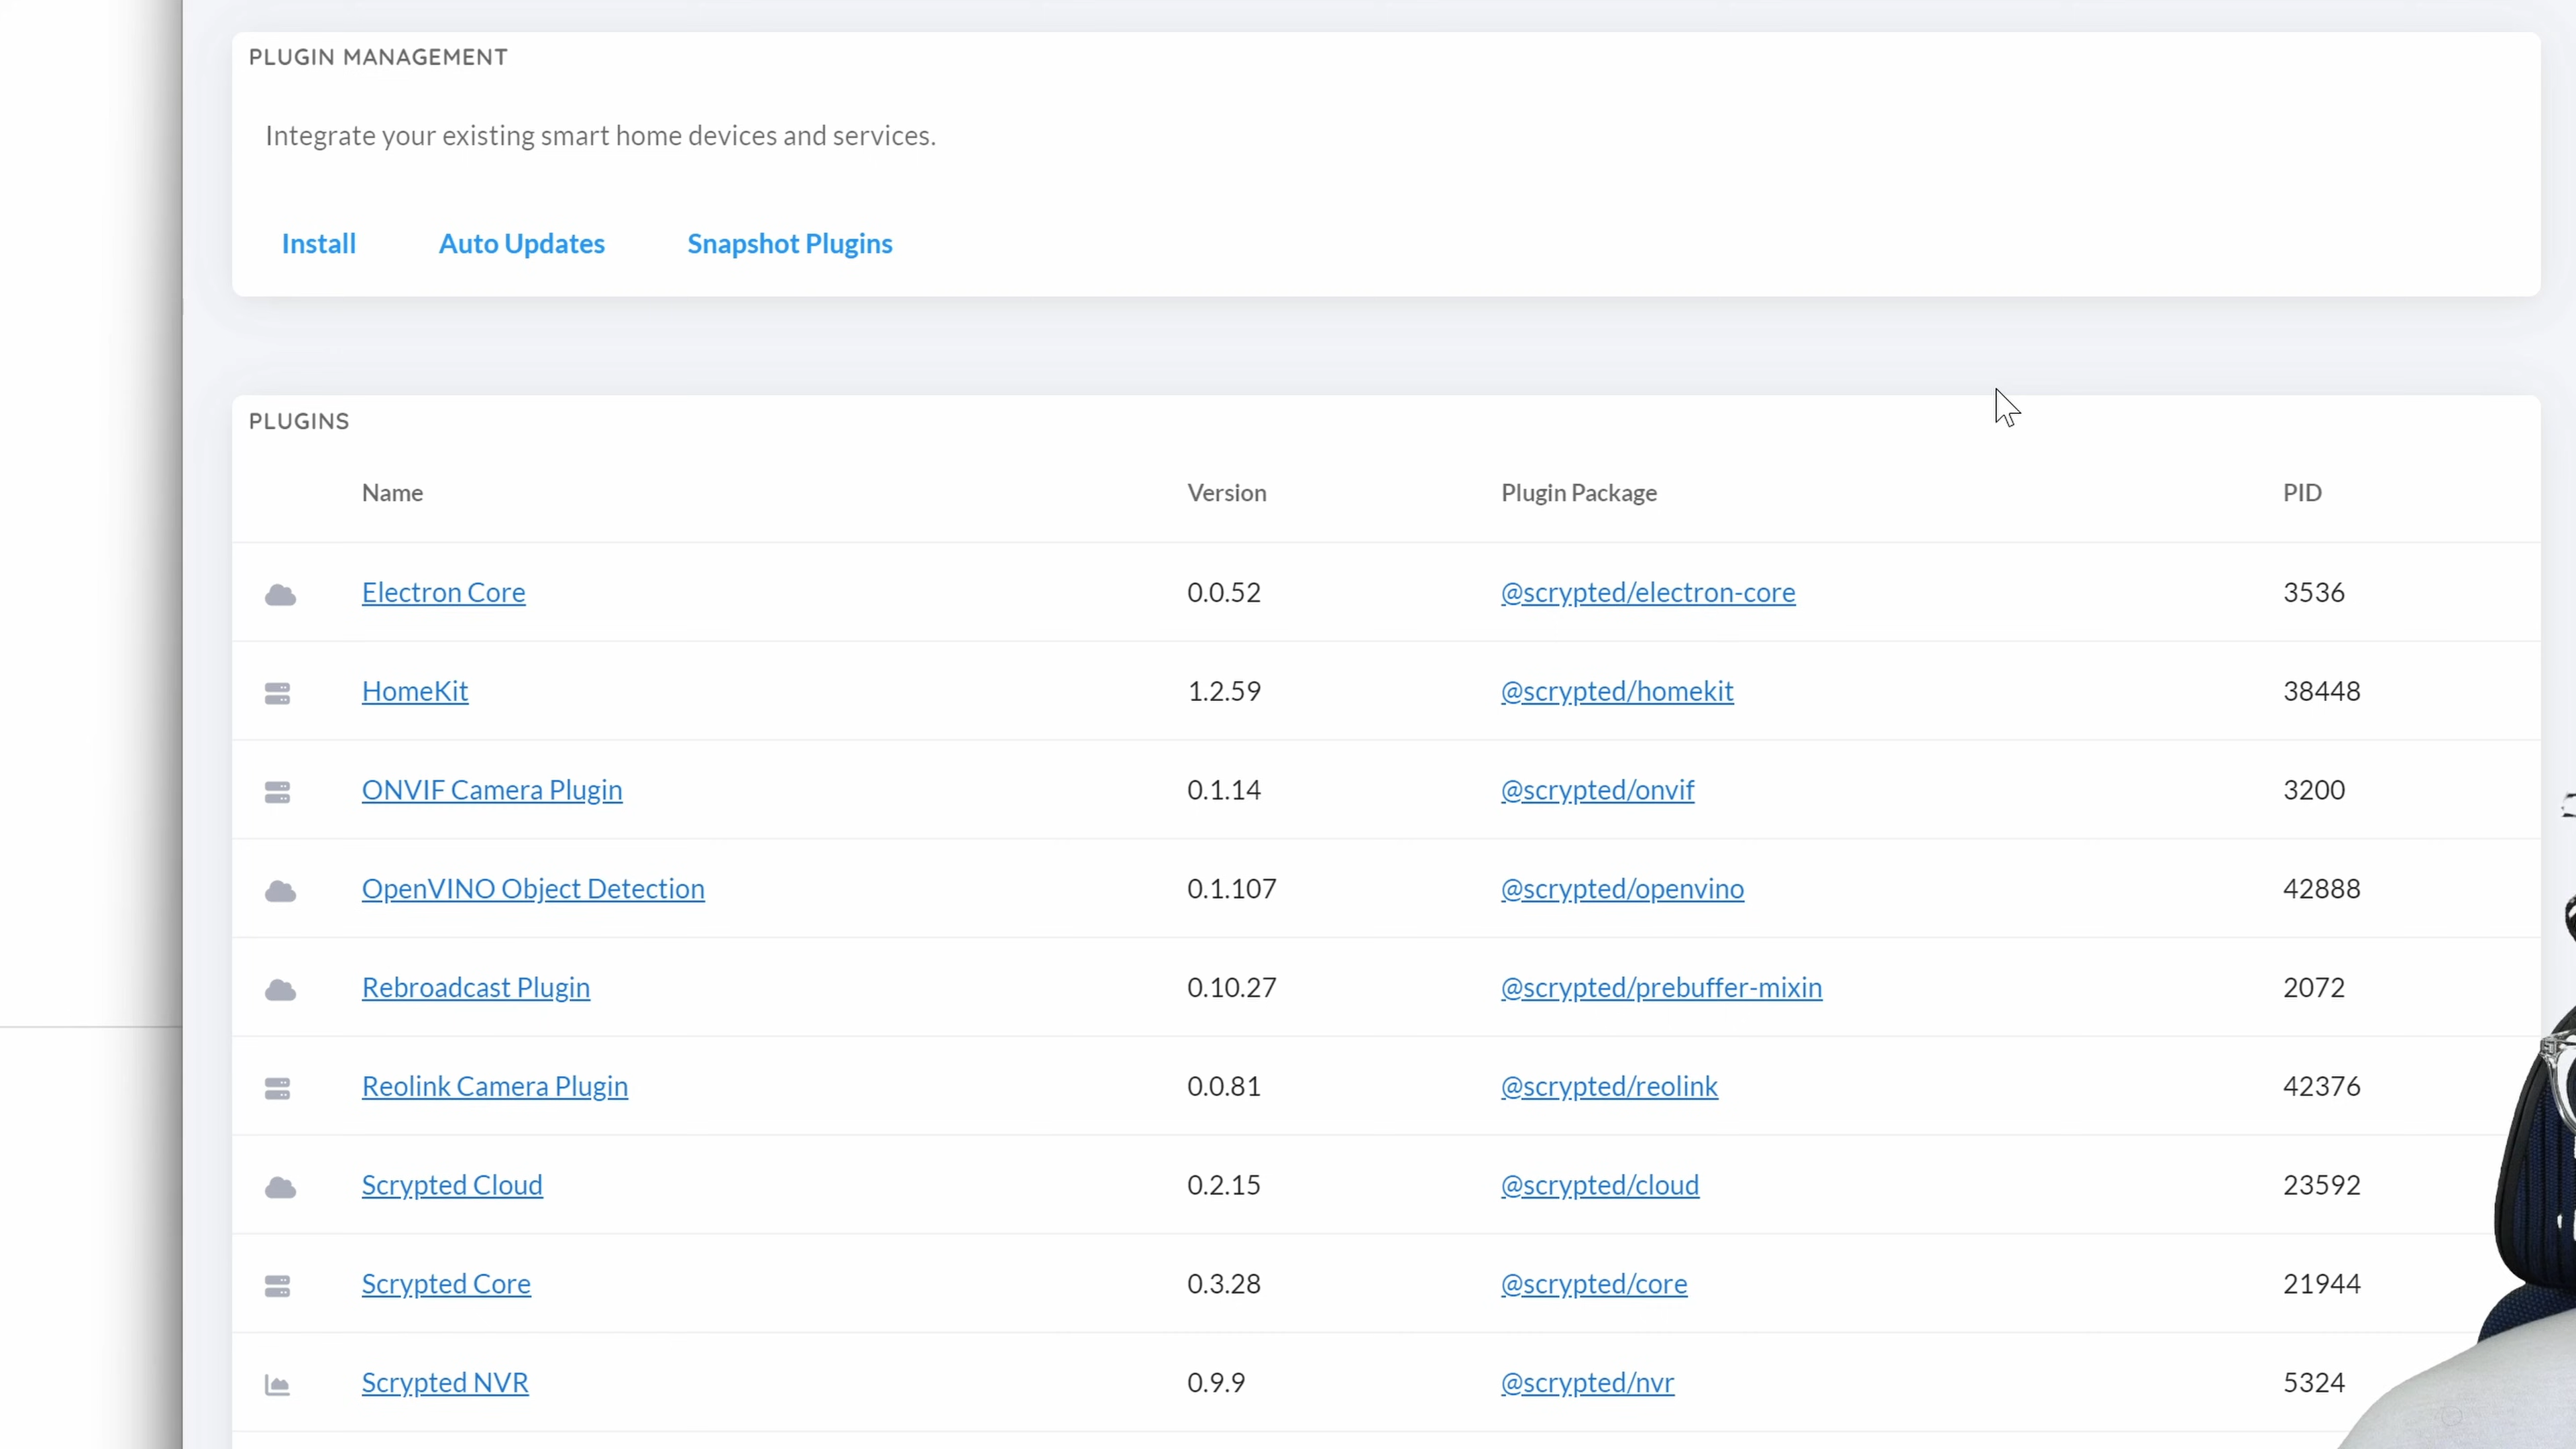 PLUGIN MANAGEMENT
Integrate your existing smart home devices and services.
Install Auto Updates Snapshot Plugins
PLUGINS
Name Version Plugin Package PID
Electron Core 0.0.52 @scrypted/electron-core 3536
HomeKit 1.2.59 @scrypted/homekit 38448
ONVIF Camera Plugin 0.1.14 @scrypted/onvif 3200
OpenVINO Object Detection 0.1.107 @scrypted/openvino 42888
Rebroadcast Plugin 0.10.27 @scrypted/prebuffer-mixin 2072
Reolink Camera Plugin 0.0.81 @scrypted/reolink 42376
Scrypted Cloud 0.2.15 @scrypted/cloud 23592
Scrypted Core 0.3.28 @scrypted/core 21944
Scrypted NVR 0.9.9 @scrypted/nvr 5324